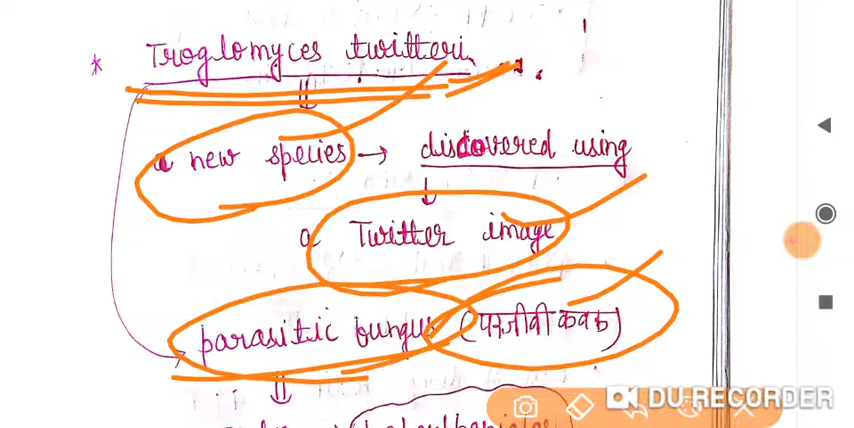 * Troglomyces twitteri
a new species → discovered using
a Twitter image
parasitic fungus (परजीवी कवक)
DU RECORDER